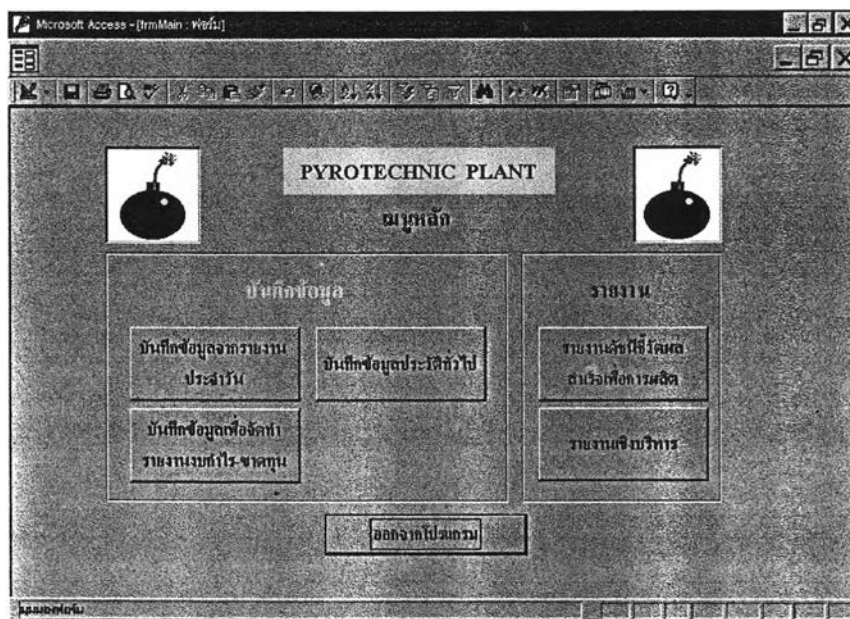 Microsoft Access - [frmMain : ฟอร์ม]
PYROTECHNIC PLANT
เมนูหลัก
บันทึกข้อมูล
รายงาน
บันทึกข้อมูลจากรายงาน
ประจำวัน
บันทึกข้อมูลประวัติทั่วไป
รายงานดัชนีชี้วัดผล
สำเร็จเพื่อการผลิต
บันทึกข้อมูลเพื่อจัดทำ
รายงานงบกำไร-ขาดทุน
รายงานเชิงบริหาร
ออกจากโปรแกรม
มุมมองฟอร์ม